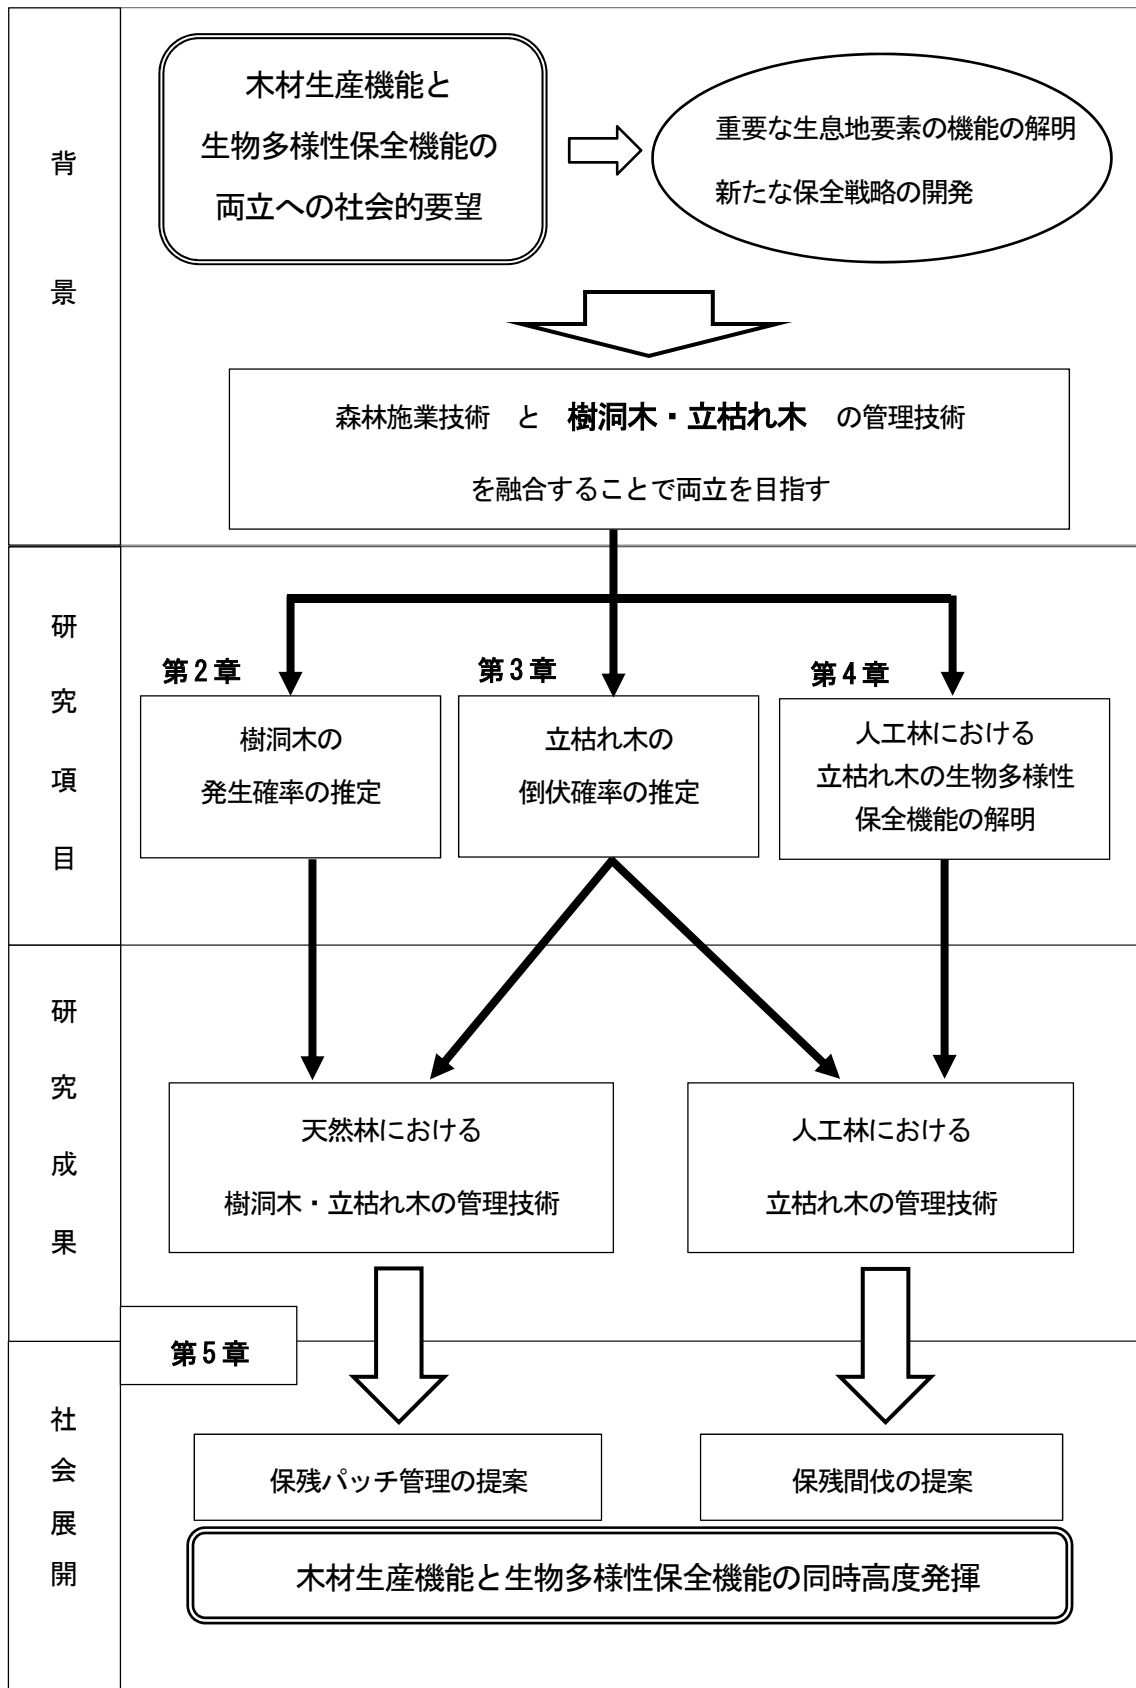 背景
木材生産機能と
生物多様性保全機能の
両立への社会的要望
重要な生息地要素の機能の解明
新たな保全戦略の開発
森林施業技術 と 樹洞木・立枯れ木 の管理技術
を融合することで両立を目指す
研究項目
第2章
樹洞木の
発生確率の推定
第3章
立枯れ木の
倒伏確率の推定
第4章
人工林における
立枯れ木の生物多様性
保全機能の解明
研究成果
天然林における
樹洞木・立枯れ木の管理技術
人工林における
立枯れ木の管理技術
第5章
社会展開
保残パッチ管理の提案
保残間伐の提案
木材生産機能と生物多様性保全機能の同時高度発揮